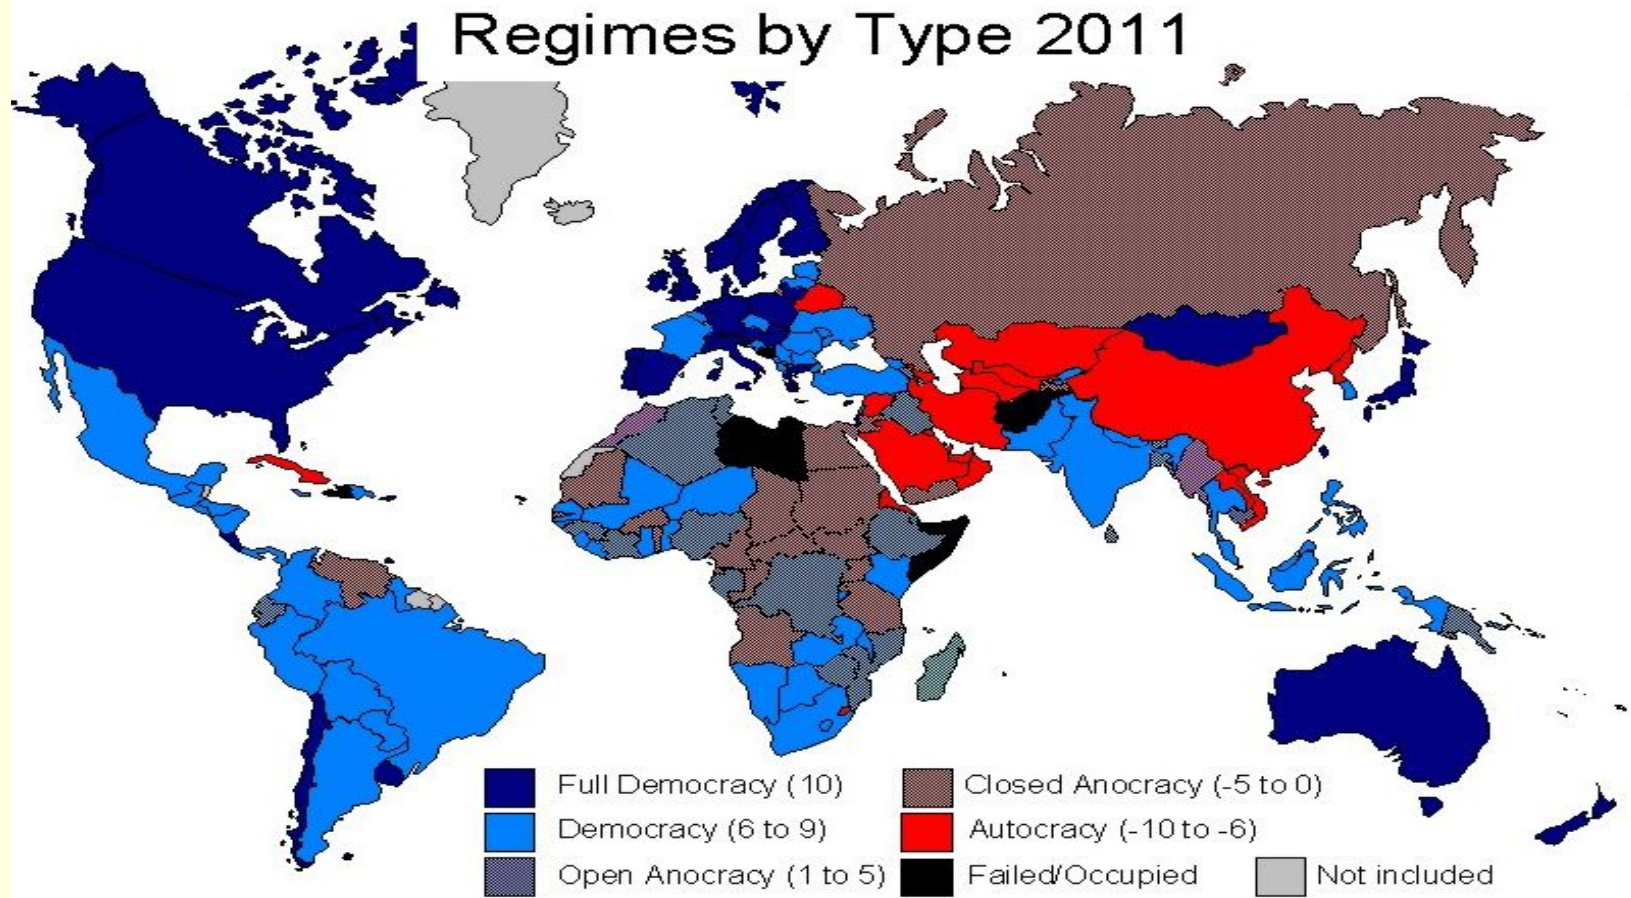 Regimes by Type 2011
Full Democracy (10)
Democracy (6 to 9)
Open Anocracy (1 to 5)
Closed Anocracy (-5 to 0)
Autocracy (-10 to -6)
Failed/Occupied
Not included